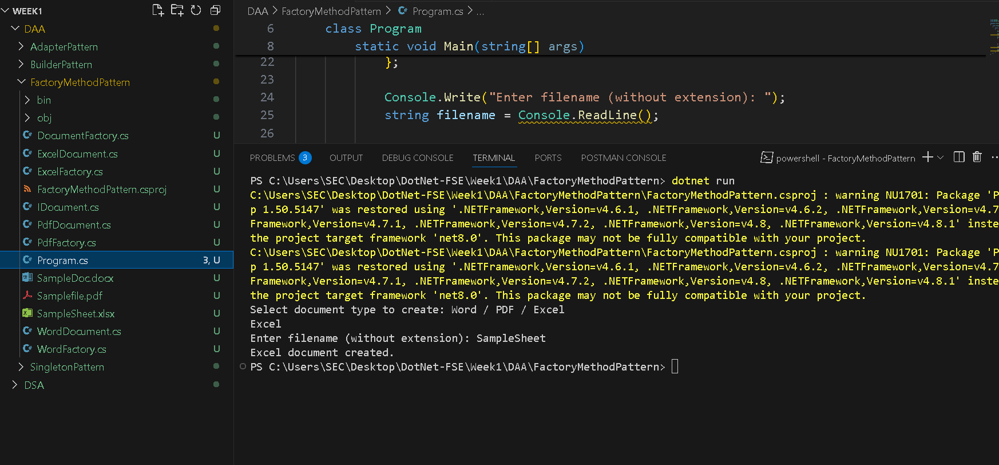 WEEK1
DAA
AdapterPattern
BuilderPattern
FactoryMethodPattern
bin
obj
DocumentFactory.cs U
ExcelDocument.cs U
ExcelFactory.cs U
FactoryMethodPattern.csproj U
IDocument.cs U
PdfDocument.cs U
PdfFactory.cs U
Program.cs 3, U
SampleDoc.docx U
Samplefile.pdf U
SampleSheet.xlsx U
WordDocument.cs U
WordFactory.cs U
SingletonPattern
DSA
DAA > FactoryMethodPattern > Program.cs > ...
6 class Program
8 static void Main(string[] args)
22 };
23
24 Console.Write("Enter filename (without extension): ");
25 string filename = Console.ReadLine();
26
PROBLEMS 3 OUTPUT DEBUG CONSOLE TERMINAL PORTS POSTMAN CONSOLE powershell - FactoryMethodPattern
PS C:\Users\SEC\Desktop\DotNet-FSE\Week1\DAA\FactoryMethodPattern> dotnet run
C:\Users\SEC\Desktop\DotNet-FSE\Week1\DAA\FactoryMethodPattern\FactoryMethodPattern.csproj : warning NU1701: Package 'P
p 1.50.5147' was restored using '.NETFramework,Version=v4.6.1, .NETFramework,Version=v4.6.2, .NETFramework,Version=v4.7
Framework,Version=v4.7.1, .NETFramework,Version=v4.7.2, .NETFramework,Version=v4.8, .NETFramework,Version=v4.8.1' inste
the project target framework 'net8.0'. This package may not be fully compatible with your project.
C:\Users\SEC\Desktop\DotNet-FSE\Week1\DAA\FactoryMethodPattern\FactoryMethodPattern.csproj : warning NU1701: Package 'P
p 1.50.5147' was restored using '.NETFramework,Version=v4.6.1, .NETFramework,Version=v4.6.2, .NETFramework,Version=v4.7
Framework,Version=v4.7.1, .NETFramework,Version=v4.7.2, .NETFramework,Version=v4.8, .NETFramework,Version=v4.8.1' inste
the project target framework 'net8.0'. This package may not be fully compatible with your project.
Select document type to create: Word / PDF / Excel
Excel
Enter filename (without extension): SampleSheet
Excel document created.
PS C:\Users\SEC\Desktop\DotNet-FSE\Week1\DAA\FactoryMethodPattern>